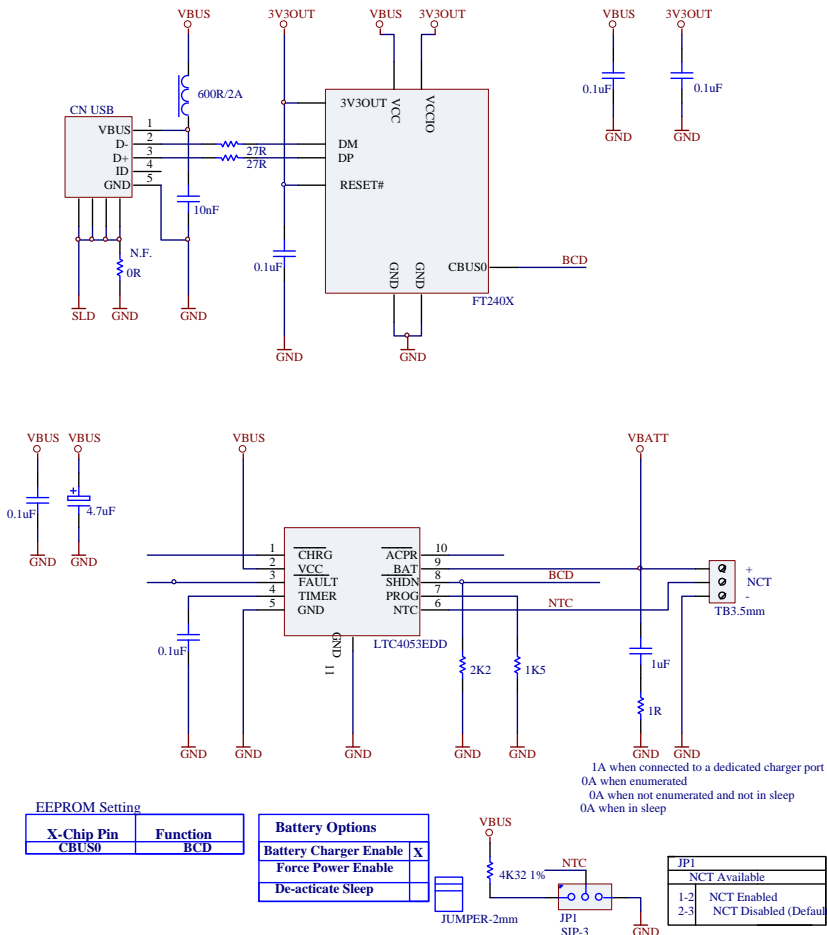 VBUS 3V3OUT VBUS 3V3OUT VBUS 3V3OUT
600R/2A
0.1uF 0.1uF
GND GND
CN USB
VBUS 1
D- 2
D+ 3
ID 4
GND 5
27R
27R
10nF
N.F.
0R
SLD GND GND
0.1uF
GND
3V3OUT
VCC
VCCIO
DM
DP
RESET#
CBUS0
GND
GND
BCD
FT240X
GND
VBUS VBUS VBUS VBATT
0.1uF
+
4.7uF
GND GND
1 CHRG
2 VCC
3 FAULT
4 TIMER
5 GND
ACPR 10
BAT 9
SHDN 8
PROG 7
NTC 6
GND
11
LTC4053EDD
BCD
NTC
+
NCT
-
TB3.5mm
0.1uF
2K2
1K5
1uF
1R
GND GND GND GND GND GND GND
1A when connected to a dedicated charger port
0A when enumerated
0A when not enumerated and not in sleep
0A when in sleep
EEPROM Setting
X-Chip Pin Function
CBUS0 BCD
Battery Options
Battery Charger Enable X
Force Power Enable
De-acticate Sleep
JUMPER-2mm
VBUS
4K32 1%
NTC
JP1
SIP-3
GND
JP1
NCT Available
1-2 NCT Enabled
2-3 NCT Disabled (Defaul